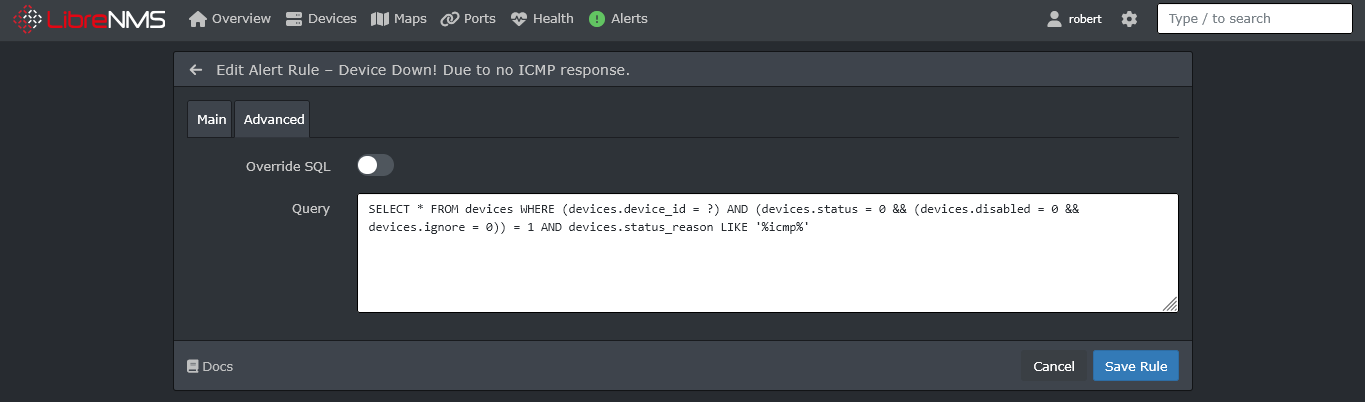 LibreNMS Overview Devices Maps Ports Health Alerts robert Type / to search
Edit Alert Rule – Device Down! Due to no ICMP response.
Main Advanced
Override SQL
Query
SELECT * FROM devices WHERE (devices.device_id = ?) AND (devices.status = 0 && (devices.disabled = 0 &&
devices.ignore = 0)) = 1 AND devices.status_reason LIKE '%icmp%'
Docs Cancel Save Rule